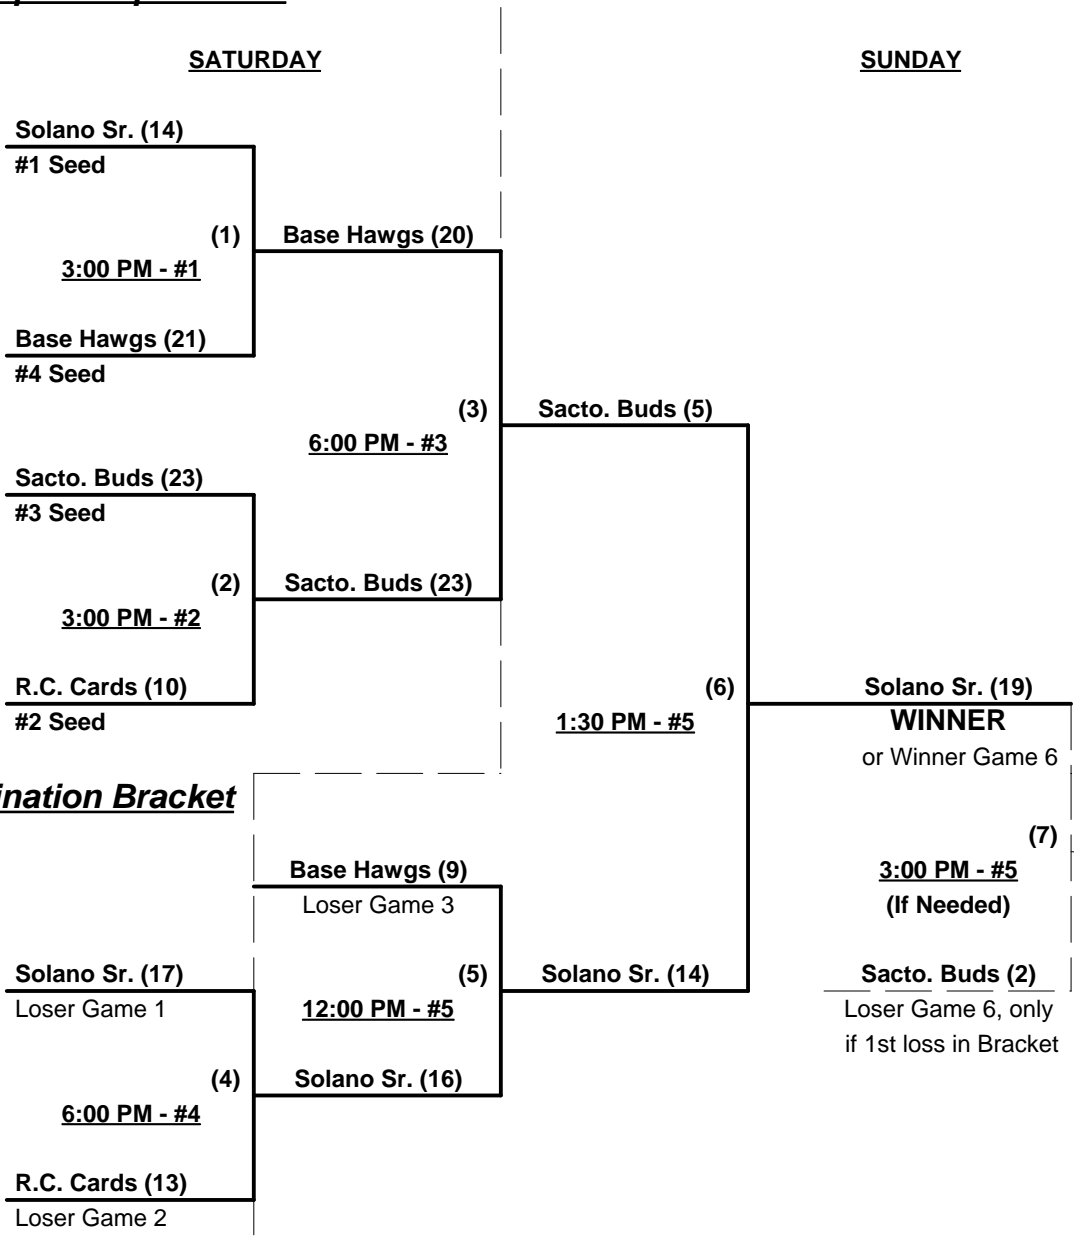 SATURDAY
SUNDAY
Solano Sr. (14)
#1 Seed
(1)
Base Hawgs (20)
3:00 PM - #1
Base Hawgs (21)
#4 Seed
(3)
Sacto. Buds (5)
6:00 PM - #3
Sacto. Buds (23)
#3 Seed
(2)
Sacto. Buds (23)
3:00 PM - #2
R.C. Cards (10)
#2 Seed
(6)
1:30 PM - #5
Solano Sr. (19)
WINNER
or Winner Game 6
ination Bracket
(7)
3:00 PM - #5
(If Needed)
Base Hawgs (9)
Loser Game 3
Solano Sr. (17)
Loser Game 1
(5)
12:00 PM - #5
Solano Sr. (14)
Sacto. Buds (2)
Loser Game 6, only
if 1st loss in Bracket
(4)
Solano Sr. (16)
6:00 PM - #4
R.C. Cards (13)
Loser Game 2